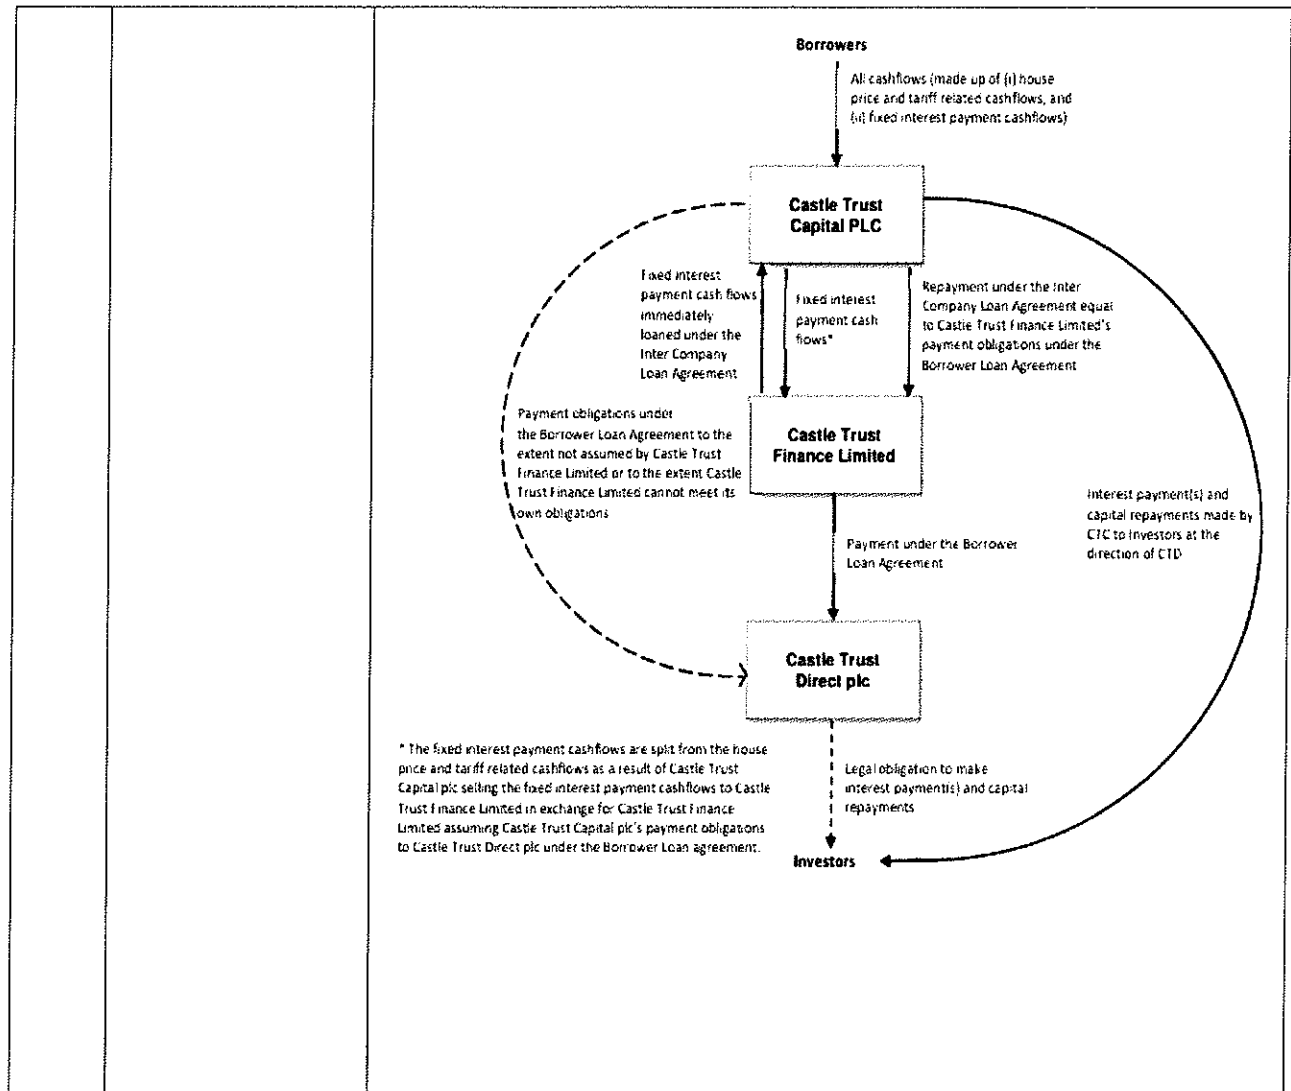 Borrowers
All cashflows (made up of (i) house
price and tariff related cashflows, and
(ii) fixed interest payment cashflows)
Castle Trust
Capital PLC
Fixed interest
payment cash flows
immediately
loaned under the
Inter Company
Loan Agreement
Fixed interest
payment cash
flows*
Repayment under the Inter
Company Loan Agreement equal
to Castle Trust Finance Limited's
payment obligations under the
Borrower Loan Agreement
Payment obligations under
the Borrower Loan Agreement to the
extent not assumed by Castle Trust
Finance Limited or to the extent Castle
Trust Finance Limited cannot meet its
own obligations
Castle Trust
Finance Limited
Interest payment(s) and
capital repayments made by
CTC to Investors at the
direction of CTD
Payment under the Borrower
Loan Agreement
Castle Trust
Direct plc
* The fixed interest payment cashflows are split from the house
price and tariff related cashflows as a result of Castle Trust
Capital plc selling the fixed interest payment cashflows to Castle
Trust Finance Limited in exchange for Castle Trust Finance
Limited assuming Castle Trust Capital plc's payment obligations
to Castle Trust Direct plc under the Borrower Loan agreement.
Legal obligation to make
interest payment(s) and capital
repayments
Investors